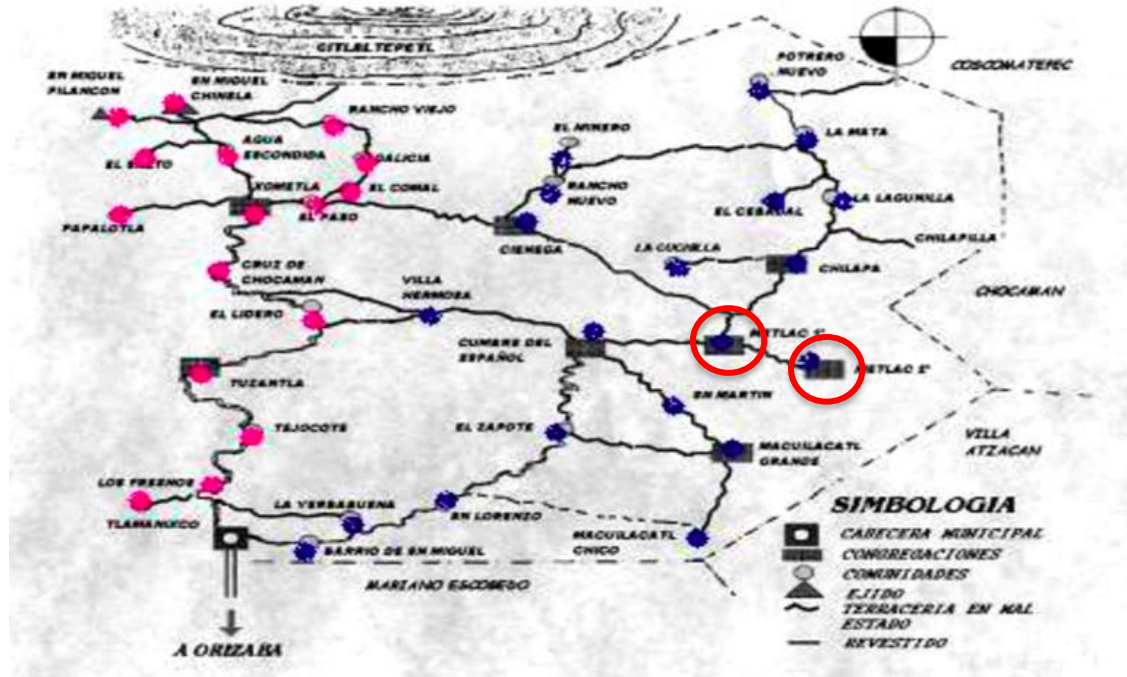 CITLALTEPETL
SN MIGUEL
PILANCON
SN MIGUEL
CHINELA
POTRERO
NUEVO
COSCOMATEPEC
RANCHO VIEJO
EL MINERO
LA MATA
AGUA
ESCONDIDA
EL SALTO
GALICIA
XOMETLA
EL COMAL
RANCHO
NUEVO
EL CEBADAL
LA LAGUNILLA
PAPALOTLA
EL PASO
CIENEGA
LA CUCHILLA
CHILAPILLA
CRUZ DE
CHOCAMAN
VILLA
HERMOSA
CHILAPA
CHOCAMAN
EL LIDERO
CUMBRE DEL
ESPAÑOL
METLAC 1º
METLAC 2º
TUZANTLA
SN MARTIN
TEJOCOTE
EL ZAPOTE
VILLA
ATZACAN
MACUILACATL
GRANDE
LOS FRESNOS
LA YERBABUENA
TLAMANIXCO
SN LORENZO
BARRIO DE SN MIGUEL
MACUILACATL
CHICO
MARIANO ESCOBEDO
A ORIZABA
SIMBOLOGIA
CABECERA MUNICIPAL
CONGREGACIONES
COMUNIDADES
EJIDO
TERRACERIA EN MAL
ESTADO
REVESTIDO